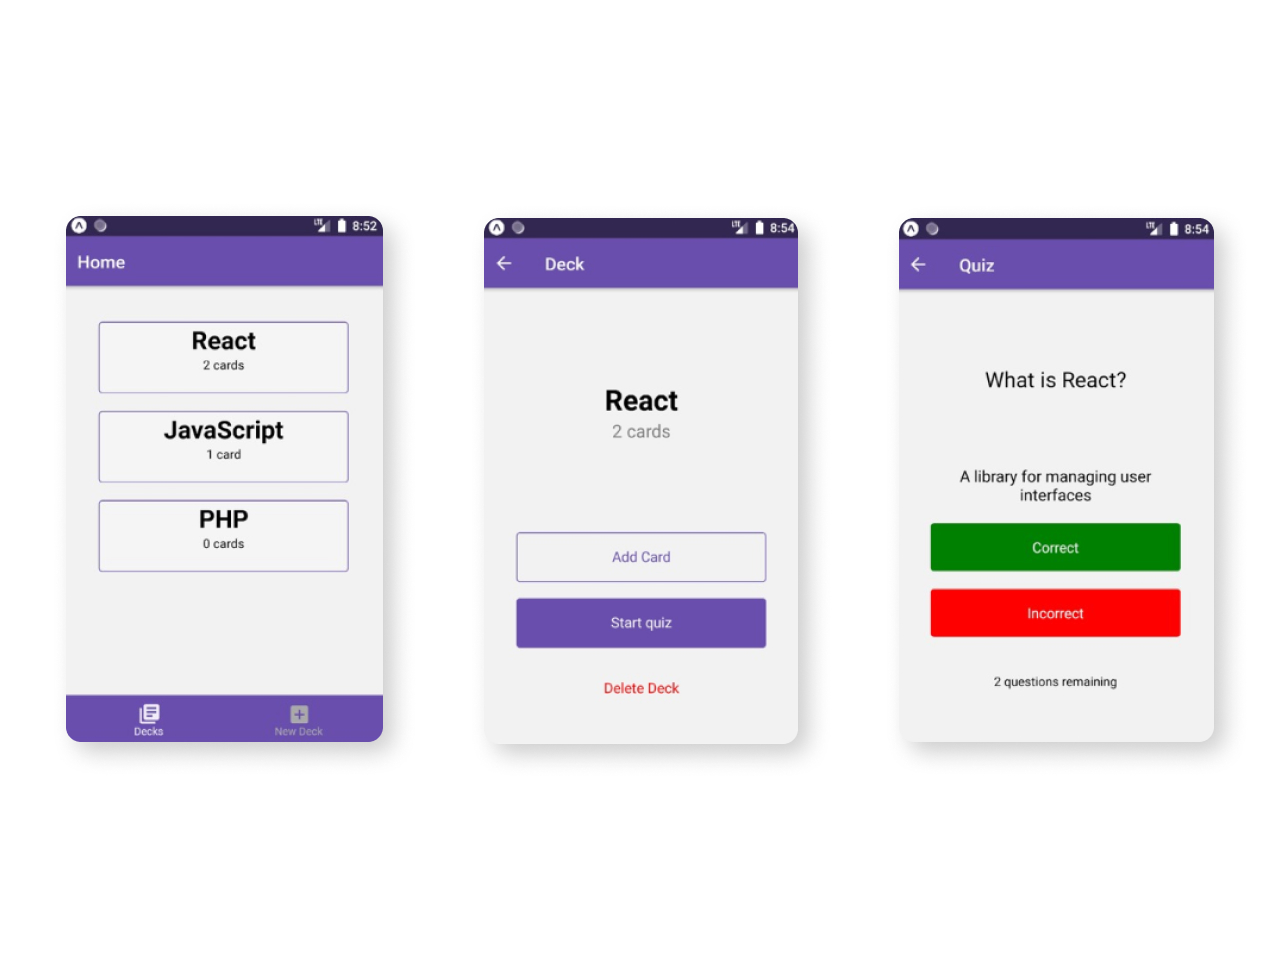 LTE 8:52
Home
React
2 cards
JavaScript
1 card
PHP
0 cards
Decks
New Deck
LTE 8:54
Deck
React
2 cards
Add Card
Start quiz
Delete Deck
LTE 8:54
Quiz
What is React?
A library for managing user
interfaces
Correct
Incorrect
2 questions remaining